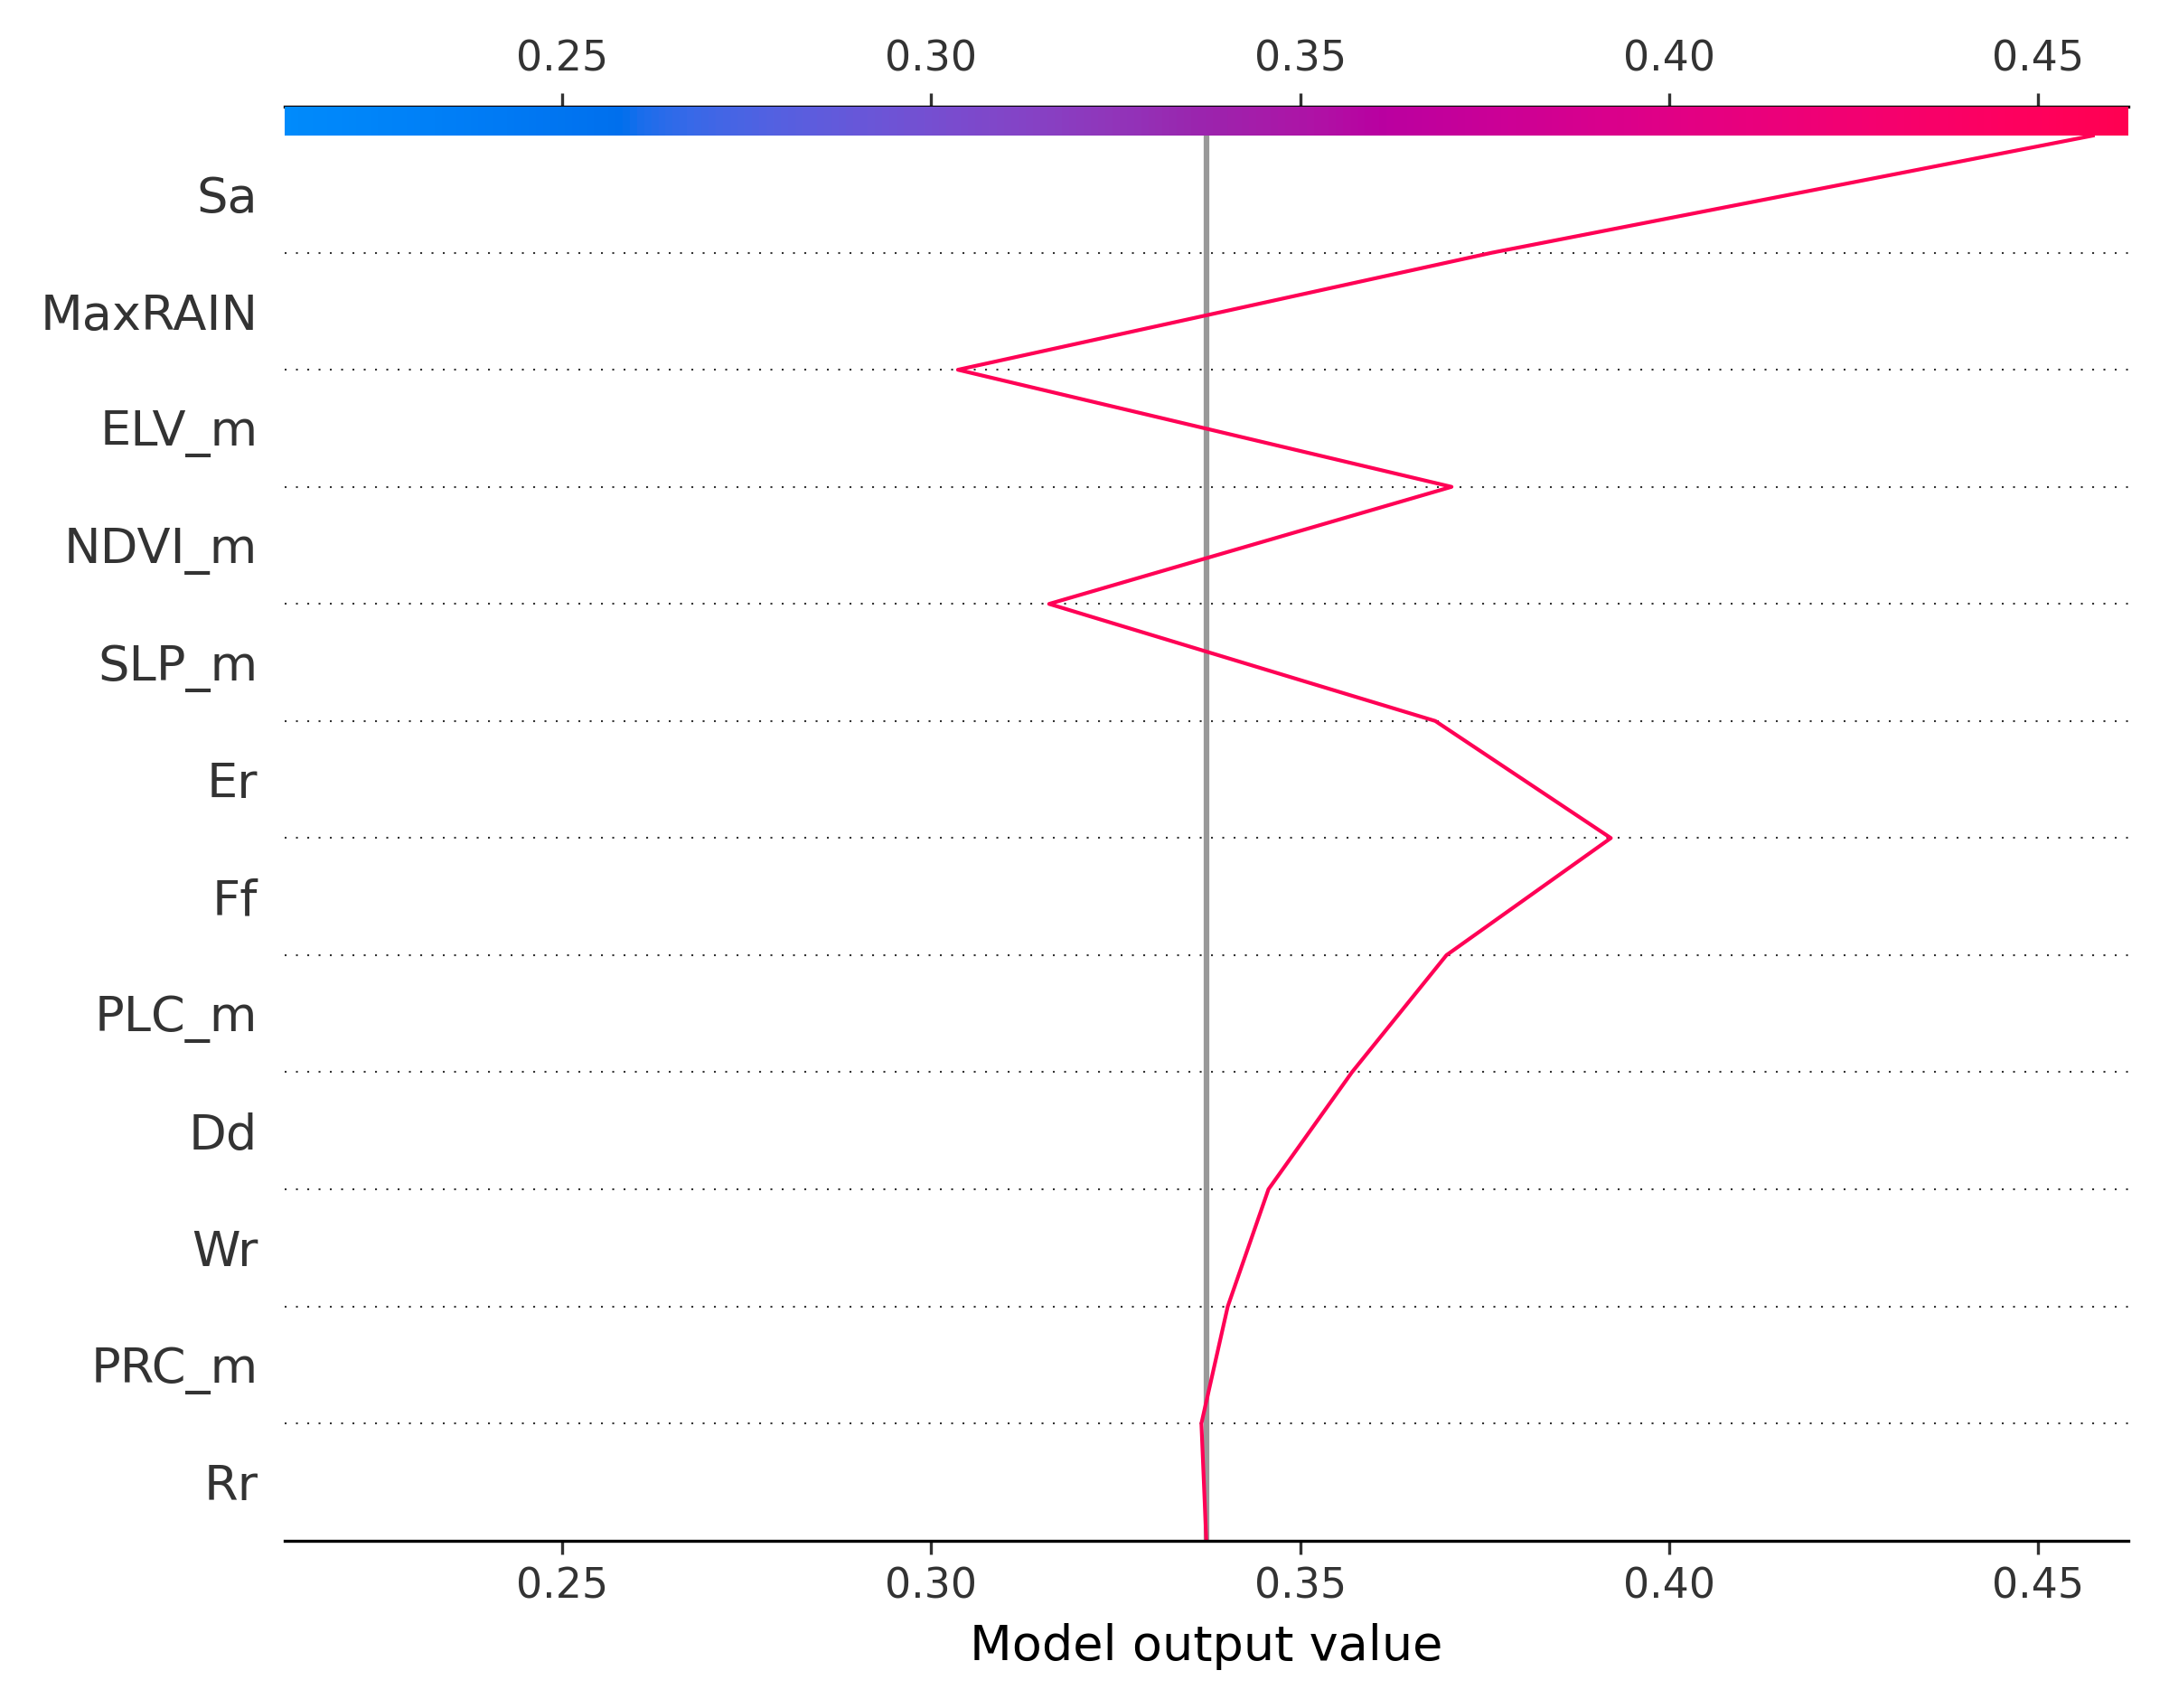 0.25 0.30 0.35 0.40 0.45
Sa
MaxRAIN
ELV_m
NDVI_m
SLP_m
Er
Ff
PLC_m
Dd
Wr
PRC_m
Rr
0.25 0.30 0.35 0.40 0.45
Model output value